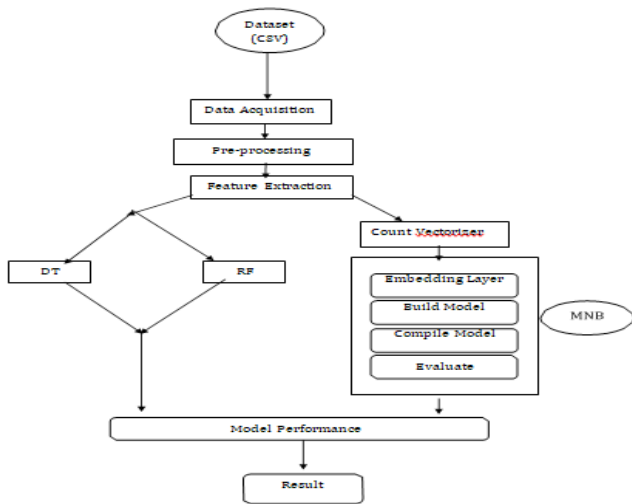 Dataset
(CSV)
Data Acquisition
Pre-processing
Feature Extraction
Count Vectorizer
DT
RF
Embedding Layer
Build Model
Compile Model
Evaluate
MNB
Model Performance
Result